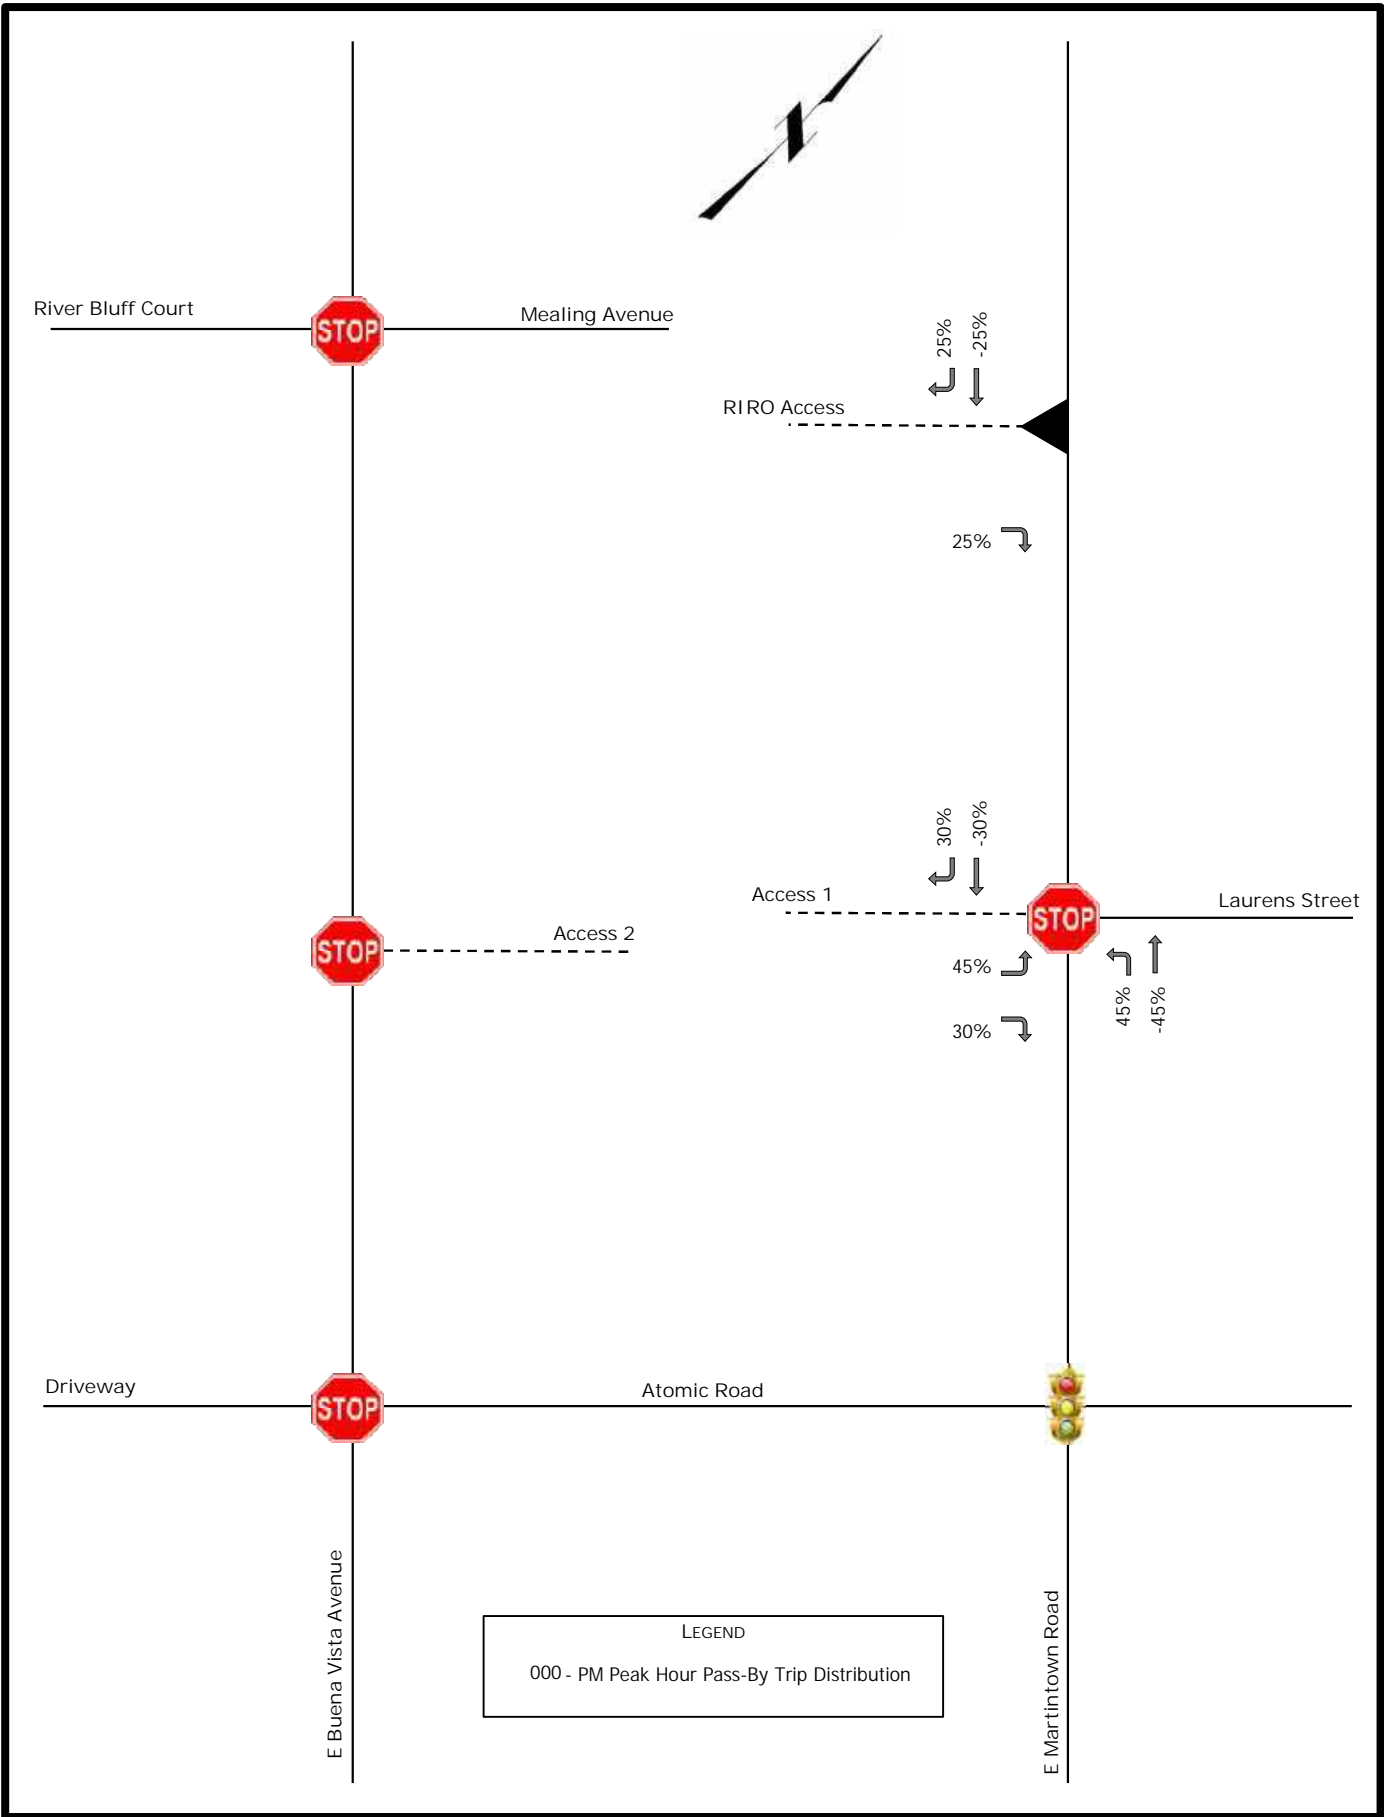 River Bluff Court
STOP
Mealing Avenue
25%
-25%
RIRO Access
25%
30%
-30%
Access 1
STOP
Laurens Street
STOP
Access 2
45%
45%
-45%
30%
Driveway
STOP
Atomic Road
E Buena Vista Avenue
E Martintown Road
LEGEND
000 - PM Peak Hour Pass-By Trip Distribution